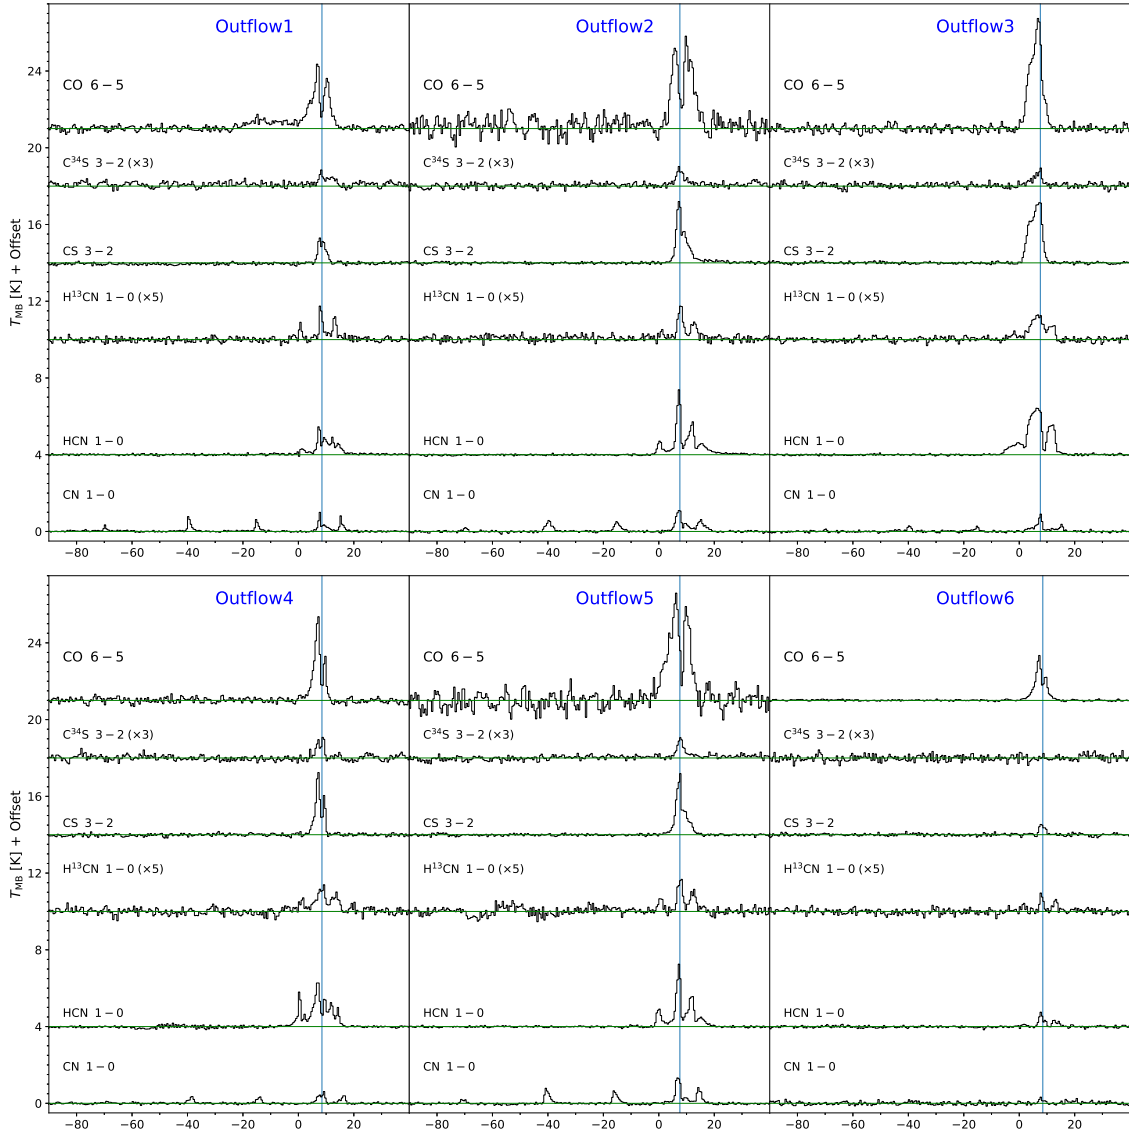 Outflow1 Outflow2 Outflow3
24
CO 6 − 5 CO 6 − 5 CO 6 − 5
20
C³⁴S 3 − 2 (×3) C³⁴S 3 − 2 (×3) C³⁴S 3 − 2 (×3)
16
CS 3 − 2 CS 3 − 2 CS 3 − 2
T_MB [K] + Offset
H¹³CN 1 − 0 (×5) H¹³CN 1 − 0 (×5) H¹³CN 1 − 0 (×5)
12
8
HCN 1 − 0 HCN 1 − 0 HCN 1 − 0
4
CN 1 − 0 CN 1 − 0 CN 1 − 0
0
−80 −60 −40 −20 0 20 −80 −60 −40 −20 0 20 −80 −60 −40 −20 0 20
Outflow4 Outflow5 Outflow6
24
CO 6 − 5 CO 6 − 5 CO 6 − 5
20
C³⁴S 3 − 2 (×3) C³⁴S 3 − 2 (×3) C³⁴S 3 − 2 (×3)
16
CS 3 − 2 CS 3 − 2 CS 3 − 2
T_MB [K] + Offset
H¹³CN 1 − 0 (×5) H¹³CN 1 − 0 (×5) H¹³CN 1 − 0 (×5)
12
8
HCN 1 − 0 HCN 1 − 0 HCN 1 − 0
4
CN 1 − 0 CN 1 − 0 CN 1 − 0
0
−80 −60 −40 −20 0 20 −80 −60 −40 −20 0 20 −80 −60 −40 −20 0 20